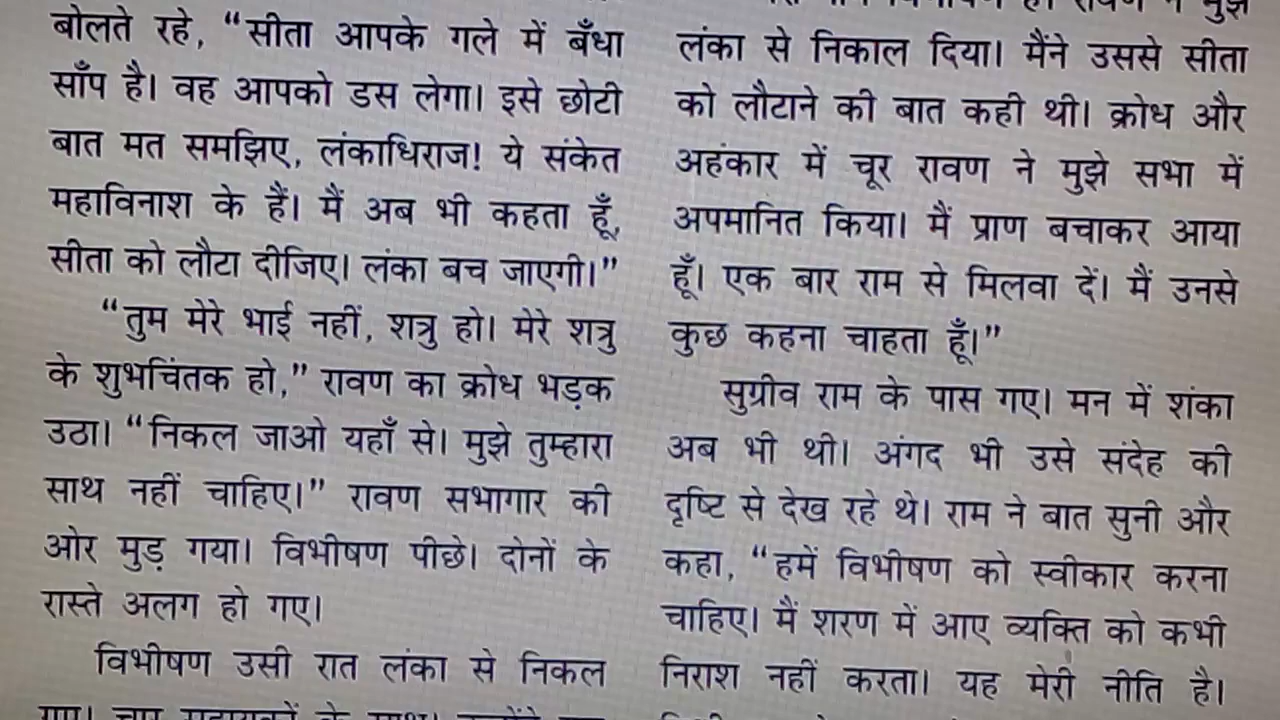 बोलते रहे, “सीता आपके गले में बँधा
साँप है। वह आपको डस लेगा। इसे छोटी
बात मत समझिए, लंकाधिराज! ये संकेत
महाविनाश के हैं। मैं अब भी कहता हूँ,
सीता को लौटा दीजिए। लंका बच जाएगी।”
“तुम मेरे भाई नहीं, शत्रु हो। मेरे शत्रु
के शुभचिंतक हो,” रावण का क्रोध भड़क
उठा। “निकल जाओ यहाँ से। मुझे तुम्हारा
साथ नहीं चाहिए।” रावण सभागार की
ओर मुड़ गया। विभीषण पीछे। दोनों के
रास्ते अलग हो गए।
विभीषण उसी रात लंका से निकल
लंका से निकाल दिया। मैंने उससे सीता
को लौटाने की बात कही थी। क्रोध और
अहंकार में चूर रावण ने मुझे सभा में
अपमानित किया। मैं प्राण बचाकर आया
हूँ। एक बार राम से मिलवा दें। मैं उनसे
कुछ कहना चाहता हूँ।”
सुग्रीव राम के पास गए। मन में शंका
अब भी थी। अंगद भी उसे संदेह की
दृष्टि से देख रहे थे। राम ने बात सुनी और
कहा, “हमें विभीषण को स्वीकार करना
चाहिए। मैं शरण में आए व्यक्ति को कभी
निराश नहीं करता। यह मेरी नीति है।